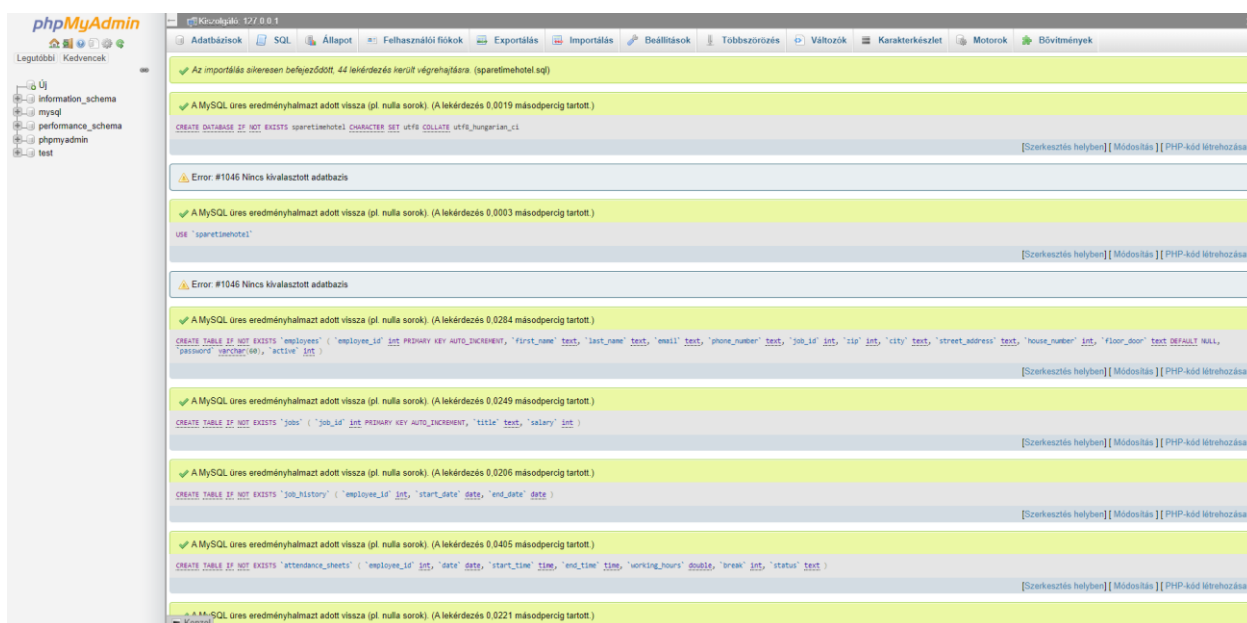 phpMyAdmin
Legutóbbi Kedvencek
Új
information_schema
mysql
performance_schema
phpmyadmin
test
Kiszolgáló: 127.0.0.1
Adatbázisok SQL Állapot Felhasználói fiókok Exportálás Importálás Beállítások Többszörözés Változók Karakterkészlet Motorok Bővítmények
Az importálás sikeresen befejeződött, 44 lekérdezés került végrehajtásra. (sparetimehotel.sql)
A MySQL üres eredményhalmazt adott vissza (pl. nulla sorok). (A lekérdezés 0,0019 másodpercig tartott.)
CREATE DATABASE IF NOT EXISTS sparetimehotel CHARACTER SET utf8 COLLATE utf8_hungarian_ci
[Szerkesztés helyben] [ Módosítás ] [ PHP-kód létrehozása
Error: #1046 Nincs kivalasztott adatbazis
A MySQL üres eredményhalmazt adott vissza (pl. nulla sorok). (A lekérdezés 0,0003 másodpercig tartott.)
USE `sparetimehotel`
[Szerkesztés helyben] [ Módosítás ] [ PHP-kód létrehozása
Error: #1046 Nincs kivalasztott adatbazis
A MySQL üres eredményhalmazt adott vissza (pl. nulla sorok). (A lekérdezés 0,0284 másodpercig tartott.)
CREATE TABLE IF NOT EXISTS `employees` ( `employee_id` int PRIMARY KEY AUTO_INCREMENT, `first_name` text, `last_name` text, `email` text, `phone_number` text, `job_id` int, `zip` int, `city` text, `street_address` text, `house_number` int, `floor_door` text DEFAULT NULL,
`password` varchar(60), `active` int )
[Szerkesztés helyben] [ Módosítás ] [ PHP-kód létrehozása
A MySQL üres eredményhalmazt adott vissza (pl. nulla sorok). (A lekérdezés 0,0249 másodpercig tartott.)
CREATE TABLE IF NOT EXISTS `jobs` ( `job_id` int PRIMARY KEY AUTO_INCREMENT, `title` text, `salary` int )
[Szerkesztés helyben] [ Módosítás ] [ PHP-kód létrehozása
A MySQL üres eredményhalmazt adott vissza (pl. nulla sorok). (A lekérdezés 0,0206 másodpercig tartott.)
CREATE TABLE IF NOT EXISTS `job_history` ( `employee_id` int, `start_date` date, `end_date` date )
[Szerkesztés helyben] [ Módosítás ] [ PHP-kód létrehozása
A MySQL üres eredményhalmazt adott vissza (pl. nulla sorok). (A lekérdezés 0,0405 másodpercig tartott.)
CREATE TABLE IF NOT EXISTS `attendance_sheets` ( `employee_id` int, `date` date, `start_time` time, `end_time` time, `working_hours` double, `break` int, `status` text )
[Szerkesztés helyben] [ Módosítás ] [ PHP-kód létrehozása
A MySQL üres eredményhalmazt adott vissza (pl. nulla sorok). (A lekérdezés 0,0221 másodpercig tartott.)
Konzol